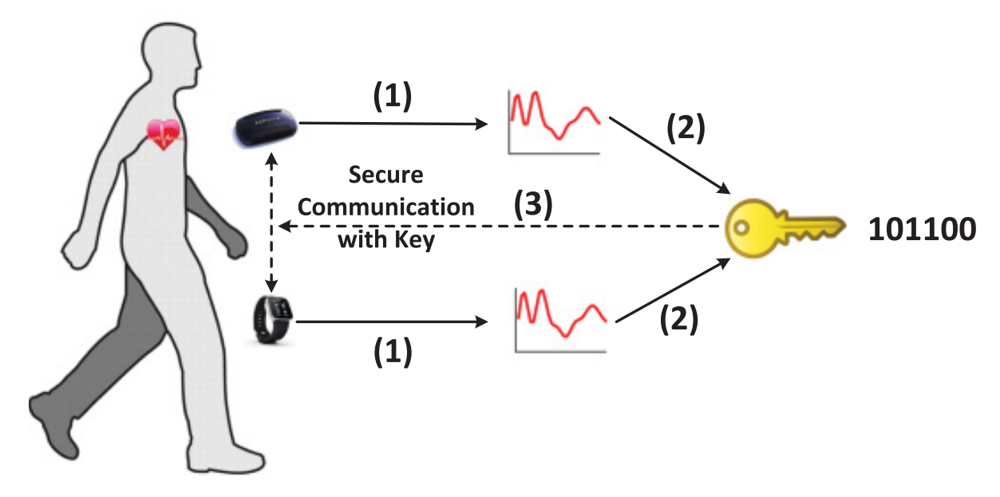 (1)
(2)
Secure
Communication
with Key
(3)
101100
(2)
(1)